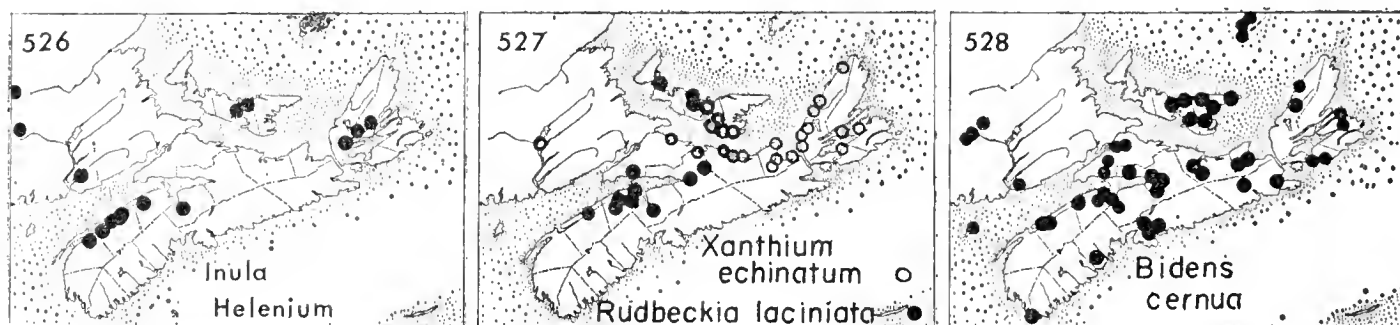 526
Inula
Helenium
527
Xanthium
echinatum
Rudbeckia laciniata
528
Bidens
cernua